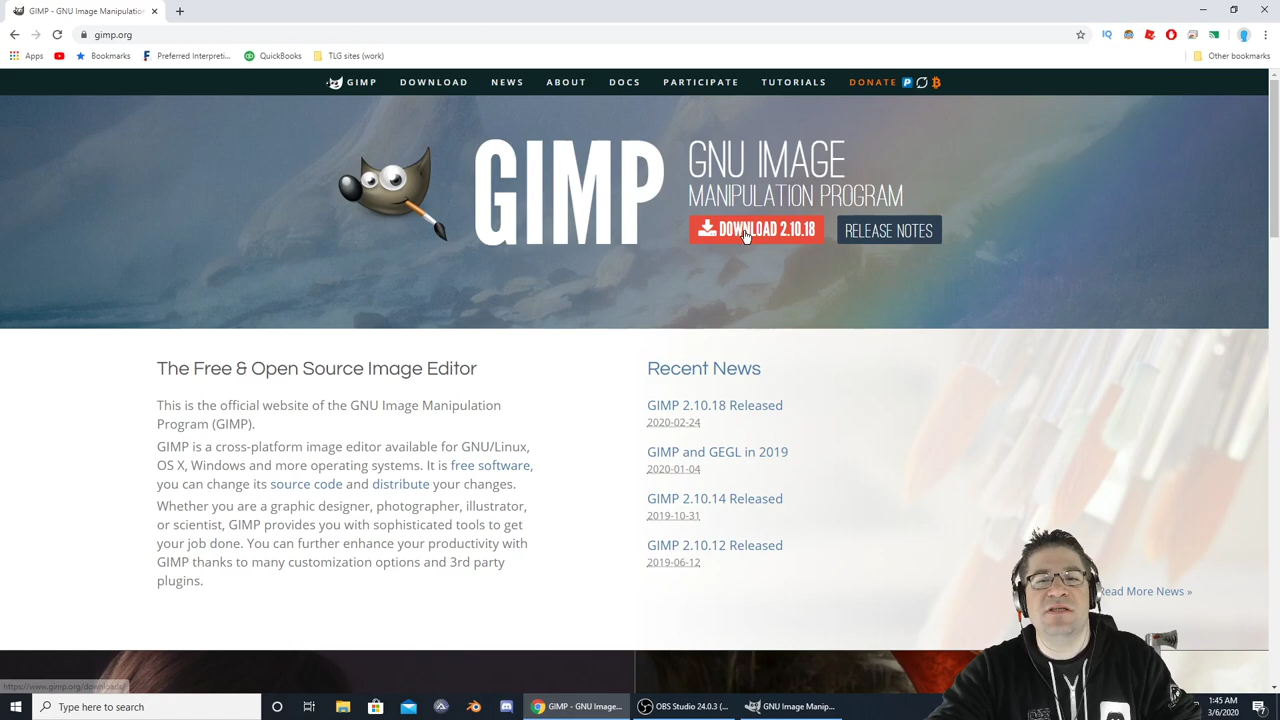 GIMP - GNU Image Manipulati
gimp.org
Apps
Bookmarks
Preferred Interpreti...
QuickBooks
TLG sites (work)
Other bookmarks
GIMP
DOWNLOAD
NEWS
ABOUT
DOCS
PARTICIPATE
TUTORIALS
DONATE
GIMP
GNU IMAGE
MANIPULATION PROGRAM
DOWNLOAD 2.10.18
RELEASE NOTES
The Free & Open Source Image Editor
This is the official website of the GNU Image Manipulation
Program (GIMP).
GIMP is a cross-platform image editor available for GNU/Linux,
OS X, Windows and more operating systems. It is free software,
you can change its source code and distribute your changes.
Whether you are a graphic designer, photographer, illustrator,
or scientist, GIMP provides you with sophisticated tools to get
your job done. You can further enhance your productivity with
GIMP thanks to many customization options and 3rd party
plugins.
Recent News
GIMP 2.10.18 Released
2020-02-24
GIMP and GEGL in 2019
2020-01-04
GIMP 2.10.14 Released
2019-10-31
GIMP 2.10.12 Released
2019-06-12
Read More News »
https://www.gimp.org/downloads/
Type here to search
GIMP - GNU Image...
OBS Studio 24.0.3 (...
GNU Image Manip...
1:45 AM
3/6/2020